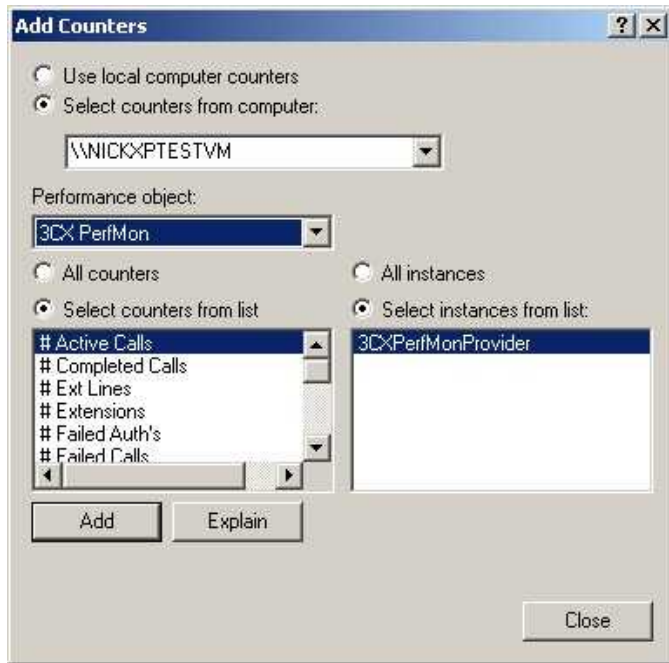 Add Counters
Use local computer counters
Select counters from computer:
\\NICKXPTESTVM
Performance object:
3CX PerfMon
All counters
All instances
Select counters from list
Select instances from list:
# Active Calls
# Completed Calls
# Ext Lines
# Extensions
# Failed Auth's
# Failed Calls
3CXPerfMonProvider
Add
Explain
Close